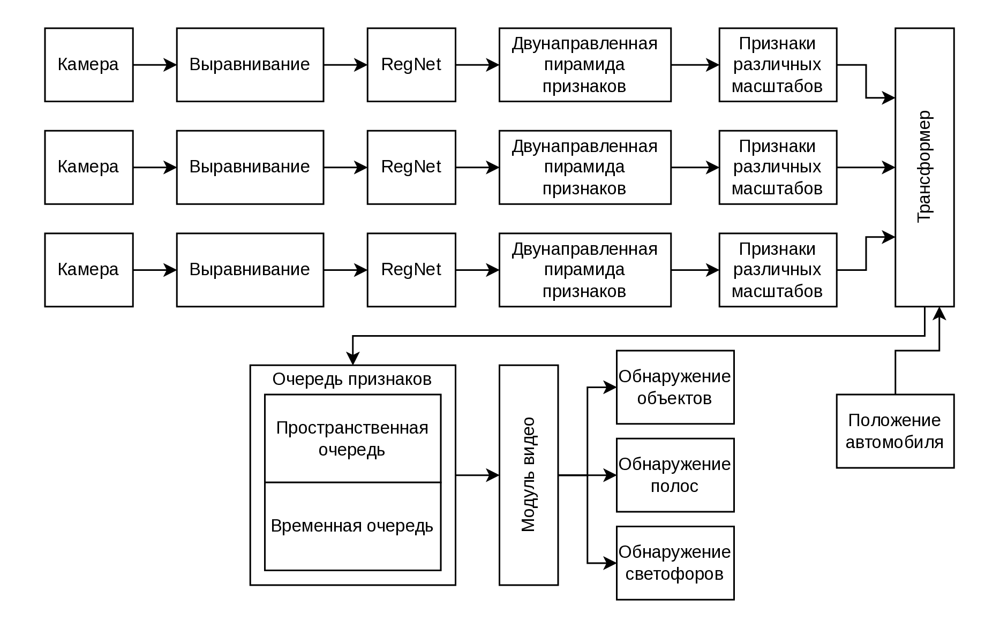 Камера
Выравнивание
RegNet
Двунаправленная
пирамида
признаков
Признаки
различных
масштабов
Камера
Выравнивание
RegNet
Двунаправленная
пирамида
признаков
Признаки
различных
масштабов
Камера
Выравнивание
RegNet
Двунаправленная
пирамида
признаков
Признаки
различных
масштабов
Трансформер
Очередь признаков
Пространственная
очередь
Временная очередь
Модуль видео
Обнаружение
объектов
Обнаружение
полос
Обнаружение
светофоров
Положение
автомобиля